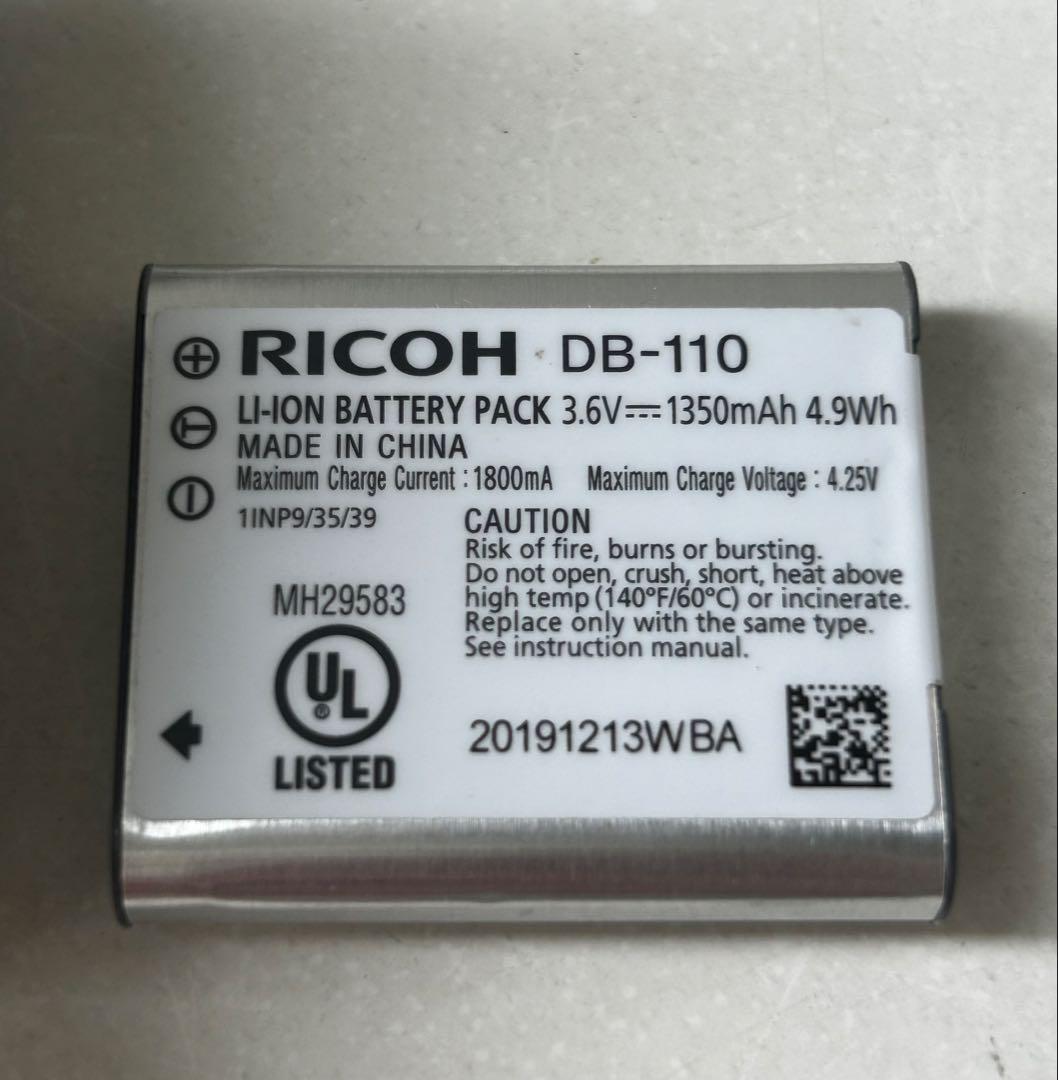 RICOH DB-110
LI-ION BATTERY PACK 3.6V⎓1350mAh 4.9Wh
MADE IN CHINA
Maximum Charge Current : 1800mA Maximum Charge Voltage : 4.25V
1INP9/35/39
CAUTION
Risk of fire, burns or bursting.
Do not open, crush, short, heat above
high temp (140°F/60°C) or incinerate.
Replace only with the same type.
See instruction manual.
MH29583
UL®
LISTED
20191213WBA